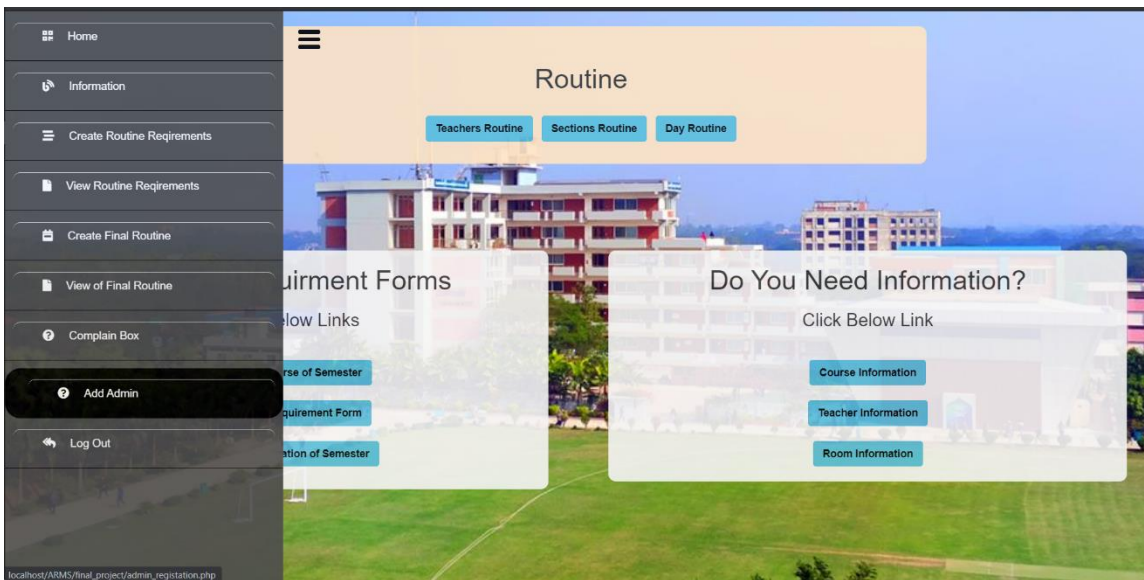 Home
Information
Create Routine Reqirements
View Routine Reqirements
Create Final Routine
View of Final Routine
Complain Box
Add Admin
Log Out
localhost/ARMS/final_project/admin_registation.php
Routine
Teachers Routine Sections Routine Day Routine
uirment Forms
elow Links
rse of Semester
quirement Form
ation of Semester
Do You Need Information?
Click Below Link
Course Information
Teacher Information
Room Information